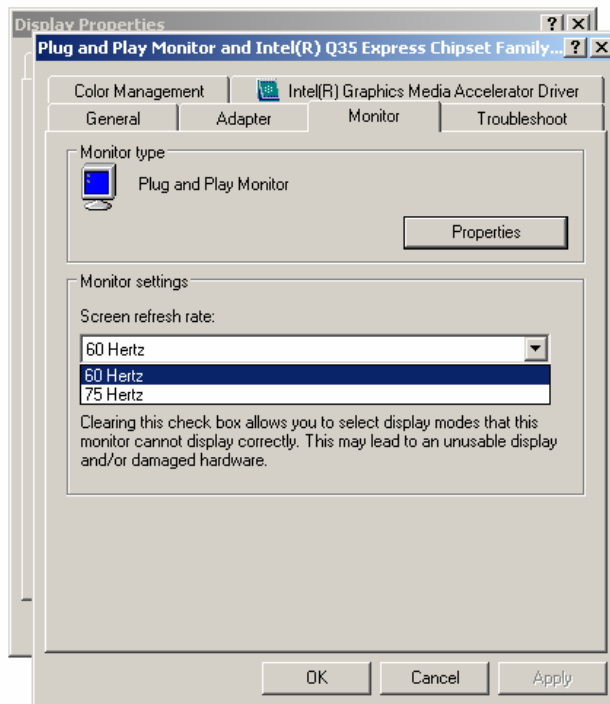 Display Properties
Plug and Play Monitor and Intel(R) Q35 Express Chipset Family...
Color Management
Intel(R) Graphics Media Accelerator Driver
General
Adapter
Monitor
Troubleshoot
Monitor type
Plug and Play Monitor
Properties
Monitor settings
Screen refresh rate:
60 Hertz
60 Hertz
75 Hertz
Clearing this check box allows you to select display modes that this
monitor cannot display correctly. This may lead to an unusable display
and/or damaged hardware.
OK
Cancel
Apply